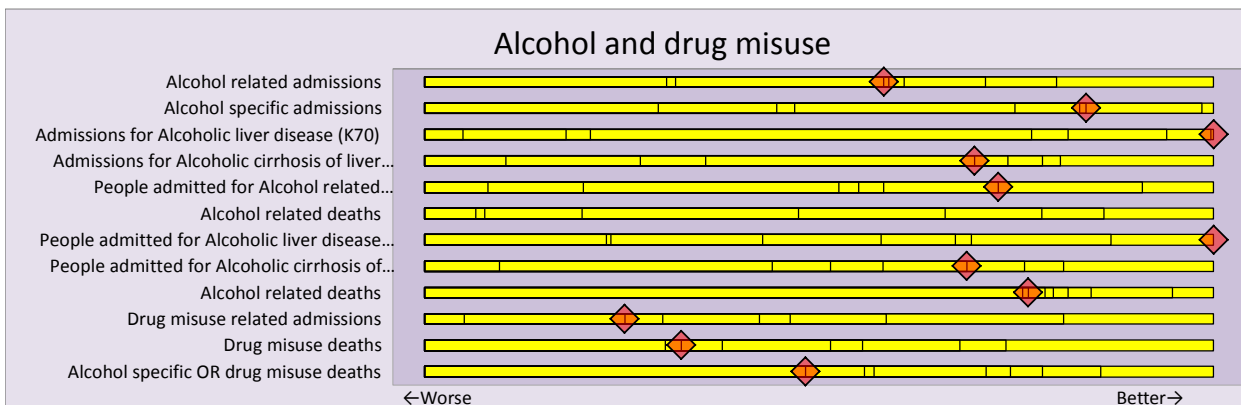 Alcohol and drug misuse
Alcohol related admissions
Alcohol specific admissions
Admissions for Alcoholic liver disease (K70)
Admissions for Alcoholic cirrhosis of liver...
People admitted for Alcohol related...
Alcohol related deaths
People admitted for Alcoholic liver disease...
People admitted for Alcoholic cirrhosis of...
Alcohol related deaths
Drug misuse related admissions
Drug misuse deaths
Alcohol specific OR drug misuse deaths
←Worse Better→